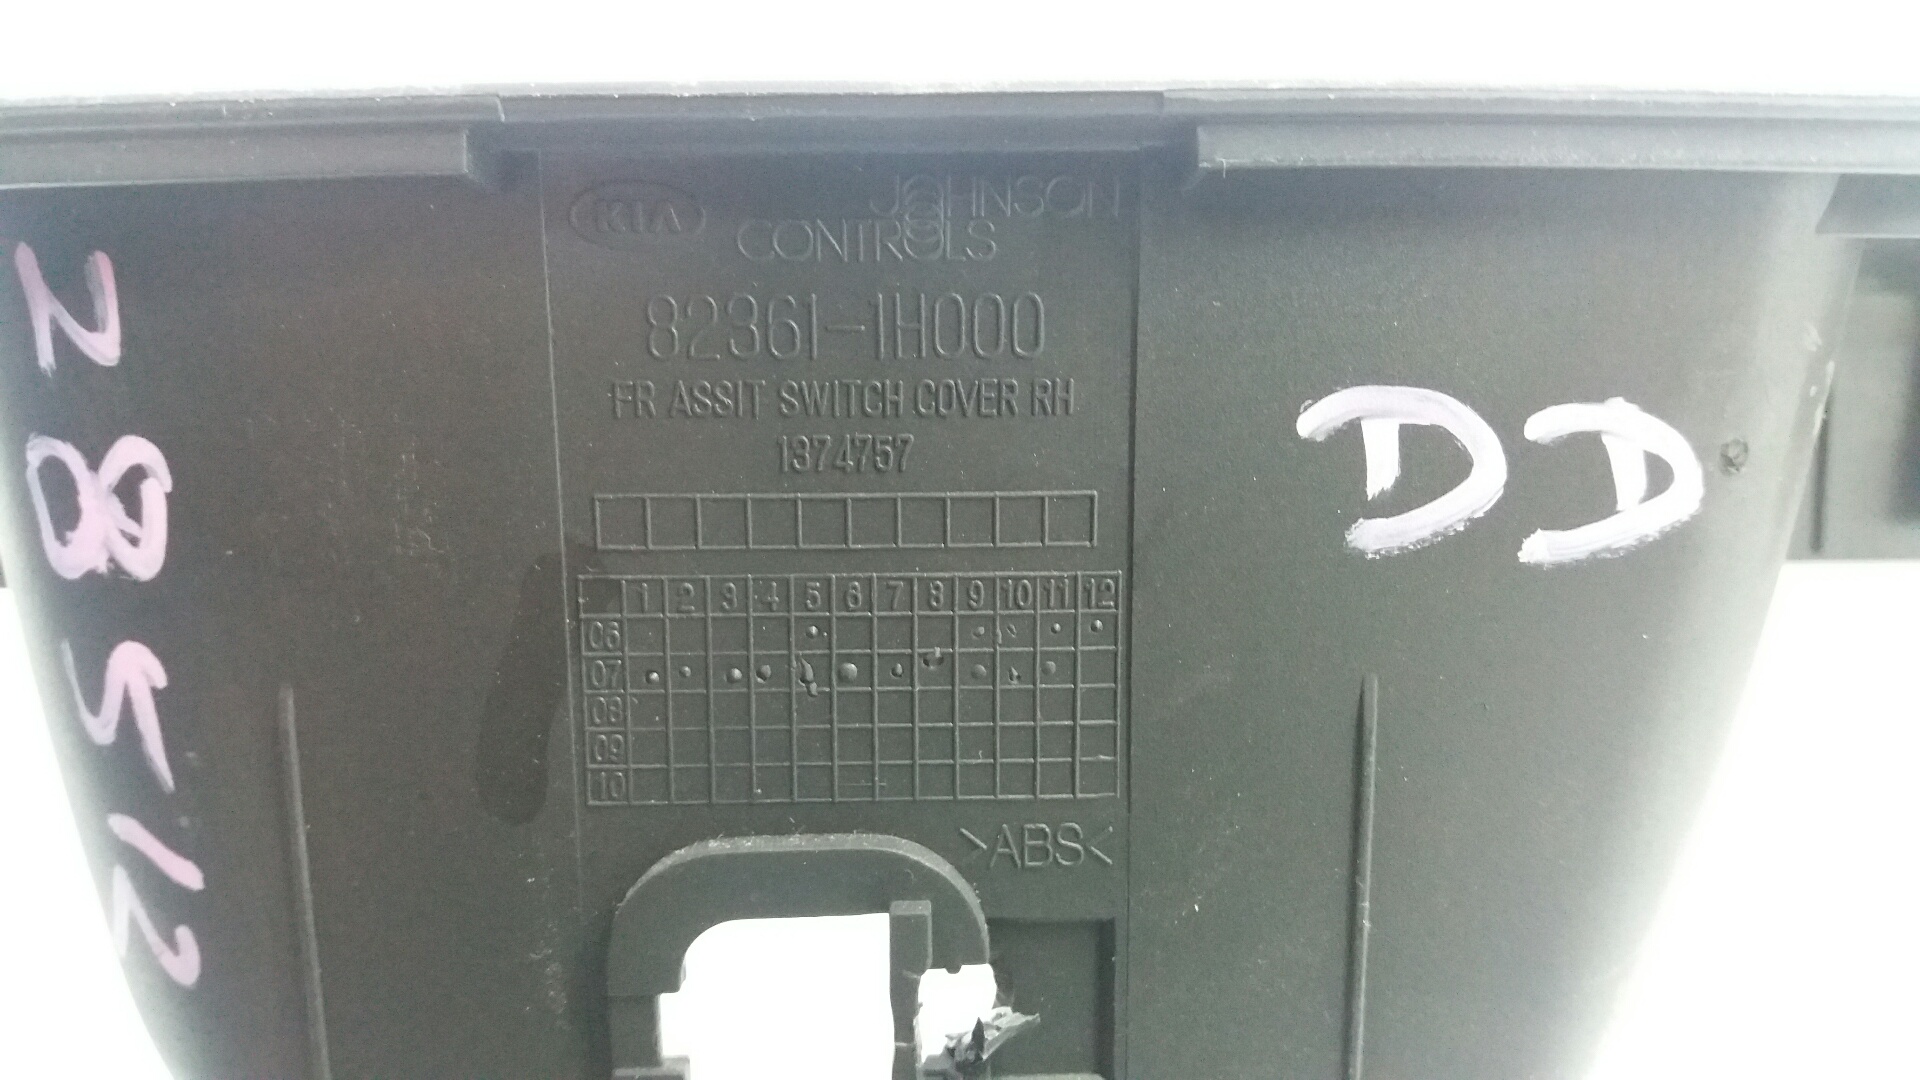 KIA JOHNSON CONTROLS
82361-1H000
FR ASSIT SWITCH COVER RH
1374757
1 2 3 4 5 6 7 8 9 10 11 12
06
07
08
09
10
>ABS<
28512
DD